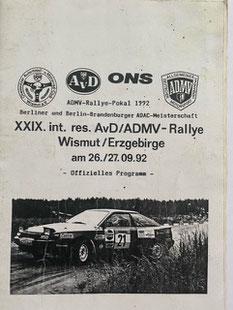 AvD ONS
ADMV
ADMV-Rallye-Pokal 1992
Berliner und Berlin-Brandenburger ADAC-Meisterschaft
XXIX. int. res. AvD/ADMV-Rallye
Wismut/Erzgebirge
am 26./27.09.92
- Offizielles Programm -
21